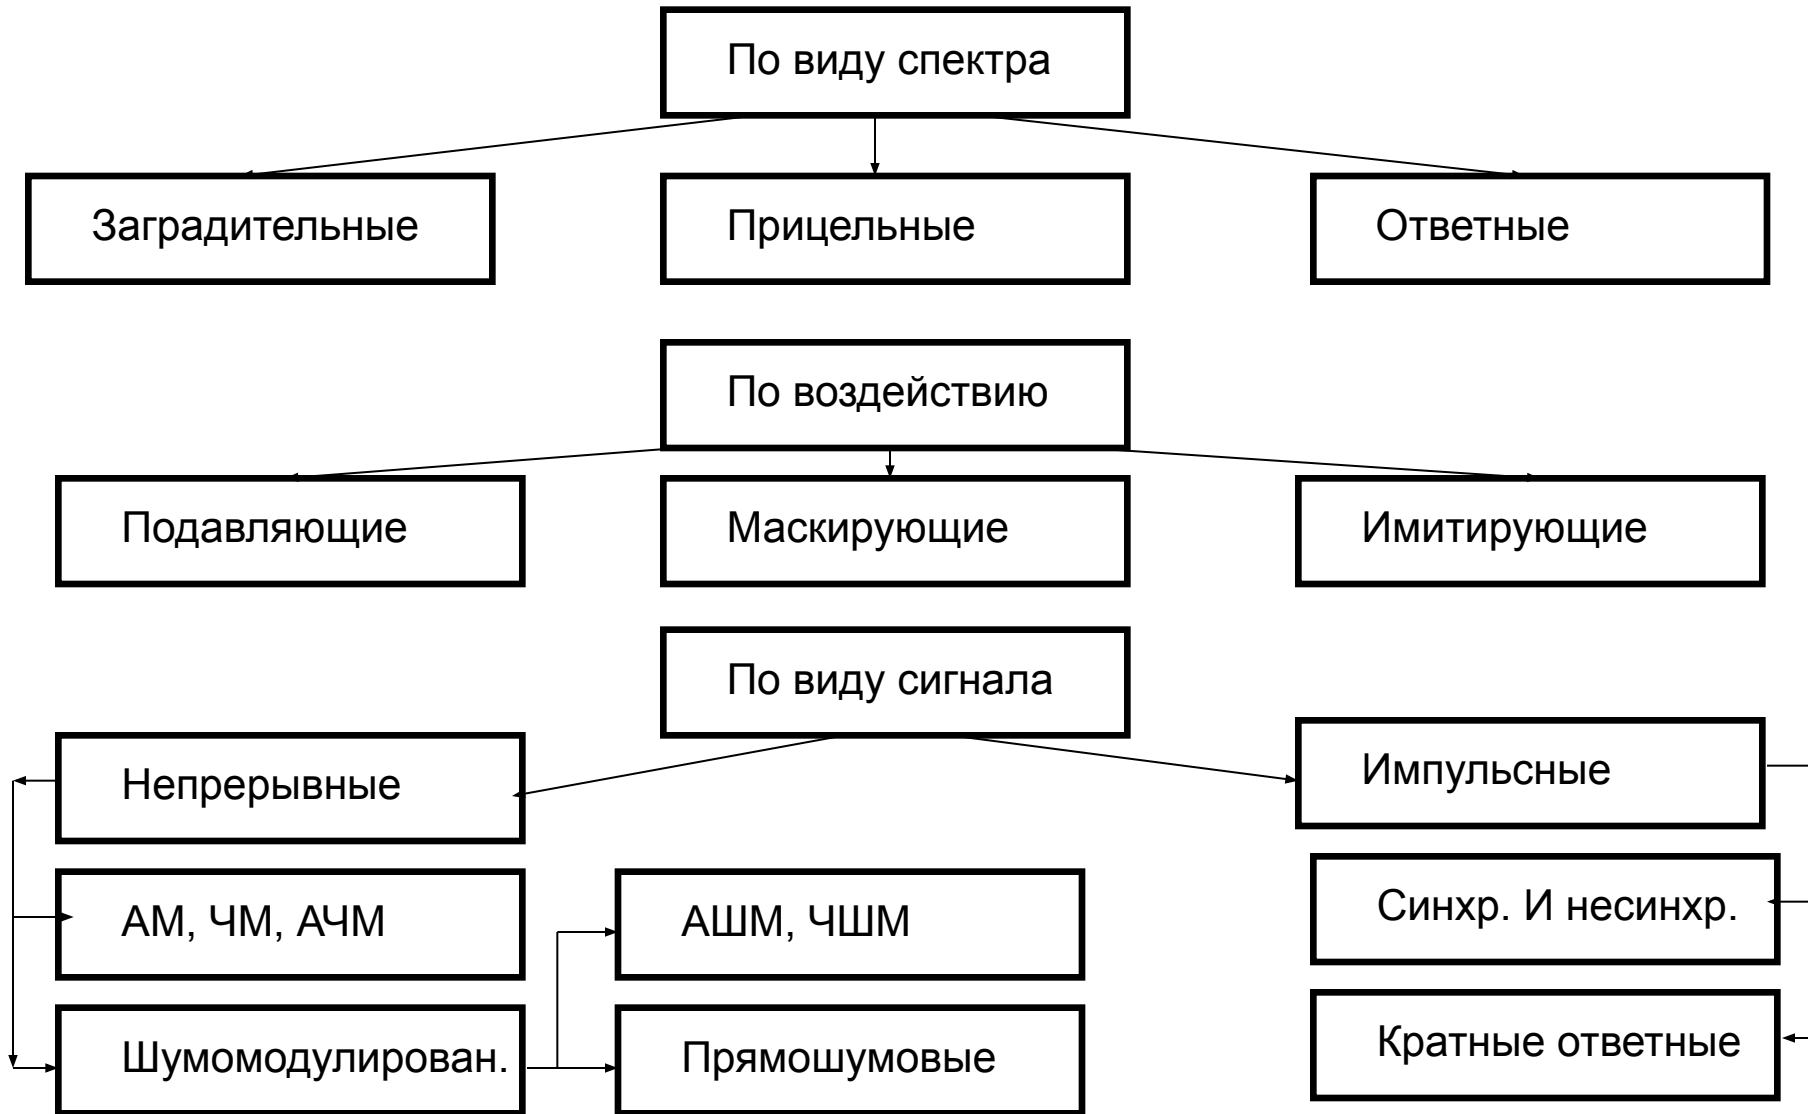 По виду спектра
Заградительные
Прицельные
Ответные
По воздействию
Подавляющие
Маскирующие
Имитирующие
По виду сигнала
Непрерывные
Импульсные
АМ, ЧМ, АЧМ
АШМ, ЧШМ
Синхр. И несинхр.
Шумомодулирован.
Прямошумовые
Кратные ответные